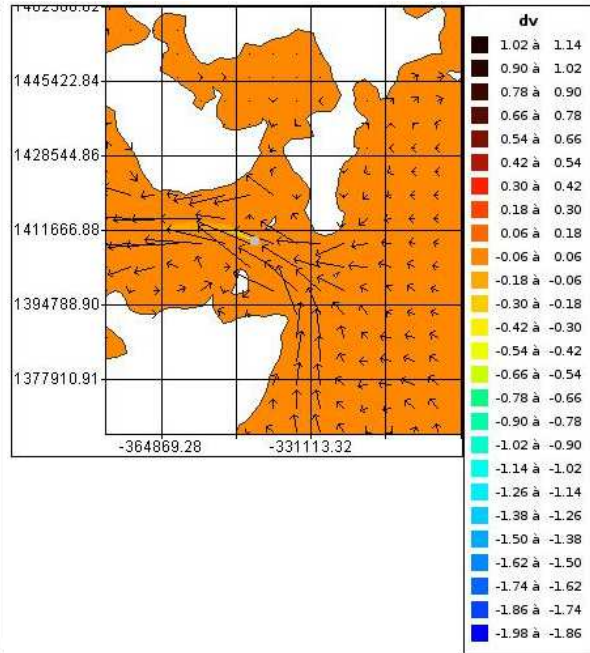 1445422.84
1428544.86
1411666.88
1394788.90
1377910.91
-364869.28 -331113.32
dv
1.02 à 1.14
0.90 à 1.02
0.78 à 0.90
0.66 à 0.78
0.54 à 0.66
0.42 à 0.54
0.30 à 0.42
0.18 à 0.30
0.06 à 0.18
-0.06 à 0.06
-0.18 à -0.06
-0.30 à -0.18
-0.42 à -0.30
-0.54 à -0.42
-0.66 à -0.54
-0.78 à -0.66
-0.90 à -0.78
-1.02 à -0.90
-1.14 à -1.02
-1.26 à -1.14
-1.38 à -1.26
-1.50 à -1.38
-1.62 à -1.50
-1.74 à -1.62
-1.86 à -1.74
-1.98 à -1.86